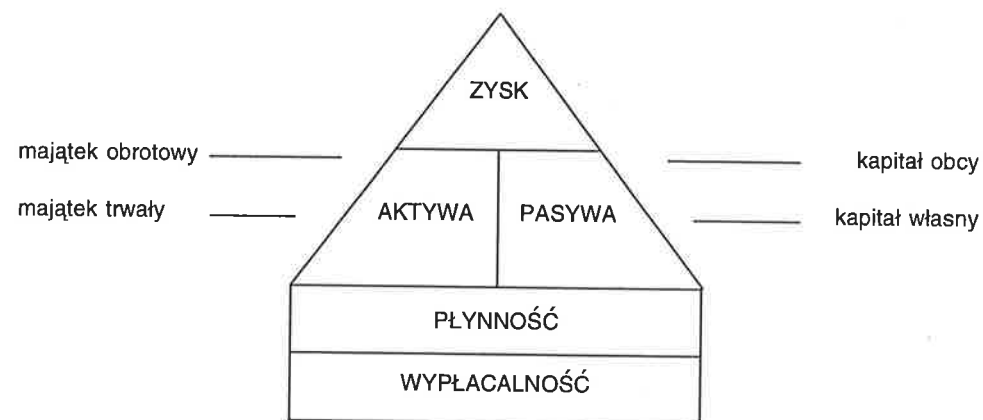 ZYSK
majątek obrotowy
kapitał obcy
majątek trwały
AKTYWA
PASYWA
kapitał własny
PŁYNNOŚĆ
WYPŁACALNOŚĆ